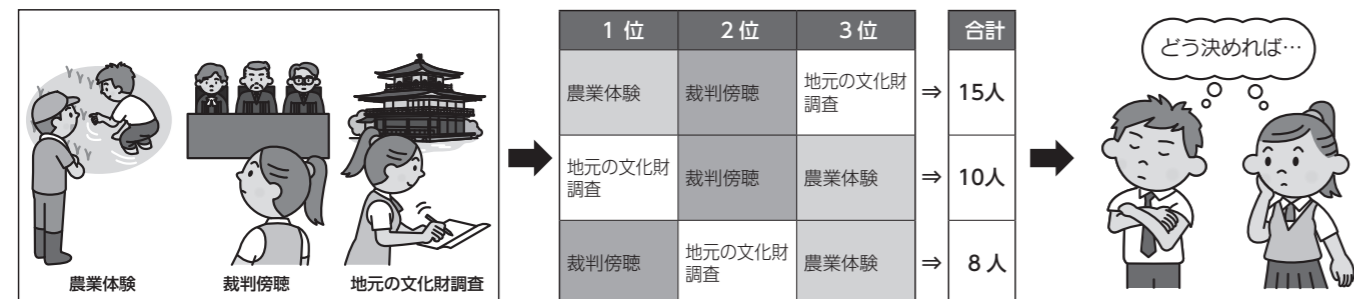 農業体験
裁判傍聴
地元の文化財調査
1 位
2 位
3 位
合計
農業体験
裁判傍聴
地元の文化財
調査
⇒
15人
地元の文化財
調査
裁判傍聴
農業体験
⇒
10人
裁判傍聴
地元の文化財
調査
農業体験
⇒
8 人
どう決めれば…